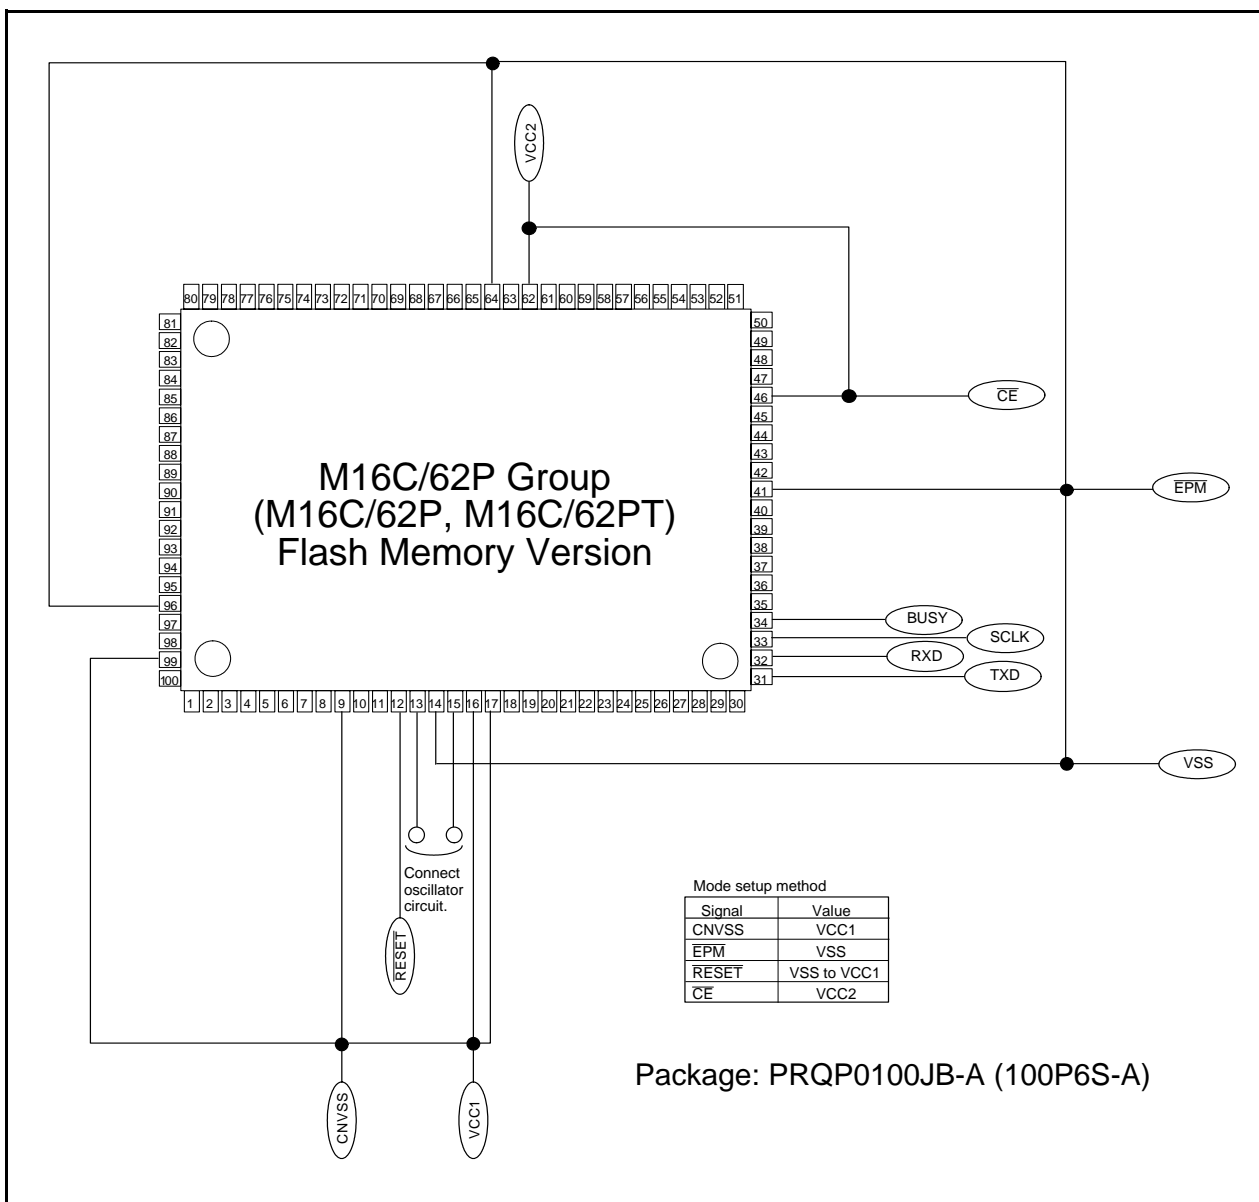 VCC2
80 79 78 77 76 75 74 73 72 71 70 69 68 67 66 65 64 63 62 61 60 59 58 57 56 55 54 53 52 51
81
82
83
84
85
86
87
88
89
90
91
92
93
94
95
96
97
98
99
100
M16C/62P Group
(M16C/62P, M16C/62PT)
Flash Memory Version
50
49
48
47
46
45
44
43
42
41
40
39
38
37
36
35
34
33
32
31
CE
EPM
BUSY
SCLK
RXD
TXD
VSS
1 2 3 4 5 6 7 8 9 10 11 12 13 14 15 16 17 18 19 20 21 22 23 24 25 26 27 28 29 30
Connect
oscillator
circuit.
RESET
Mode setup method
Signal Value
CNVSS VCC1
EPM VSS
RESET VSS to VCC1
CE VCC2
Package: PRQP0100JB-A (100P6S-A)
CNVSS
VCC1